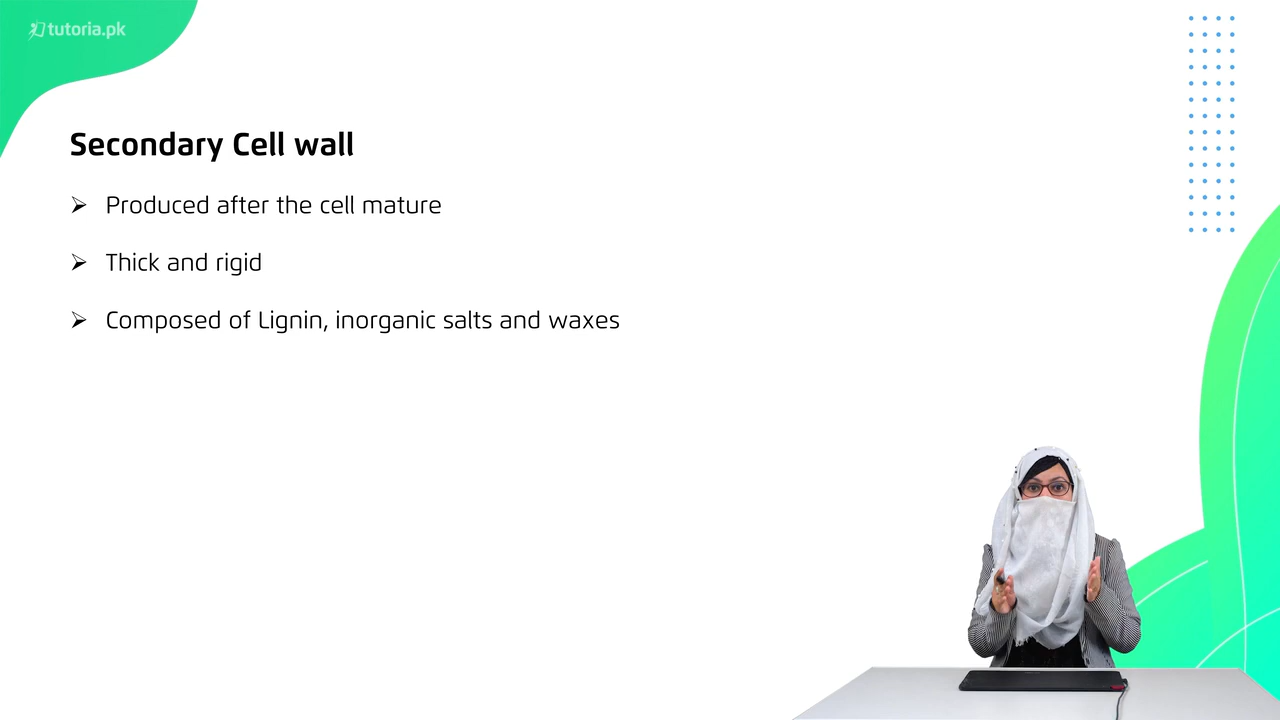 tutoria.pk
Secondary Cell wall
➢ Produced after the cell mature
➢ Thick and rigid
➢ Composed of Lignin, inorganic salts and waxes